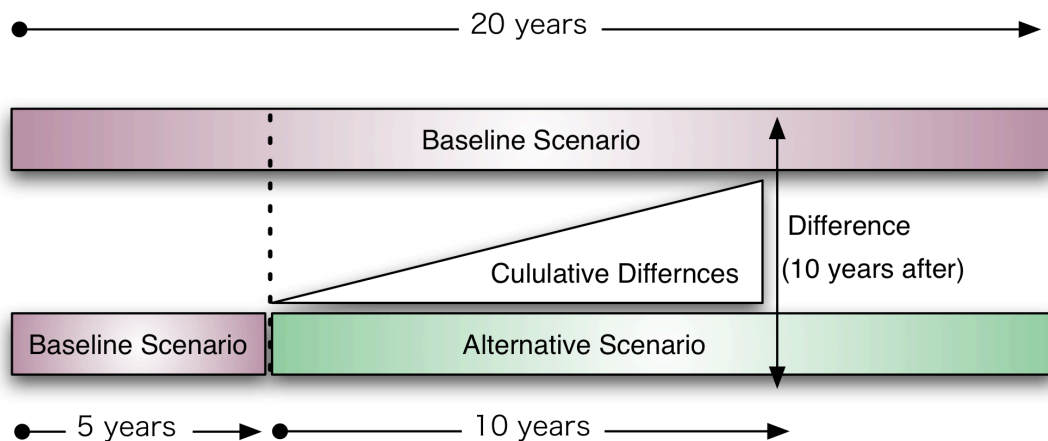 20 years
Baseline Scenario
Difference
(10 years after)
Cululative Differnces
Baseline Scenario
Alternative Scenario
5 years
10 years